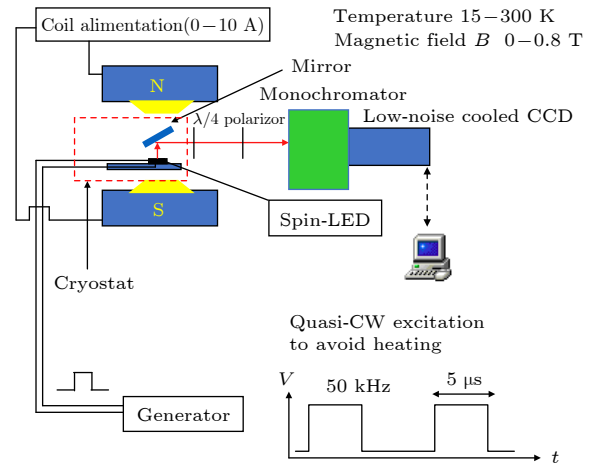 Coil alimentation(0−10 A)
Temperature 15−300 K
Magnetic field B 0−0.8 T
N
Mirror
Monochromator
λ/4 polarizor
Low-noise cooled CCD
S
Spin-LED
Cryostat
Quasi-CW excitation
to avoid heating
V
50 kHz
5 μs
Generator
t